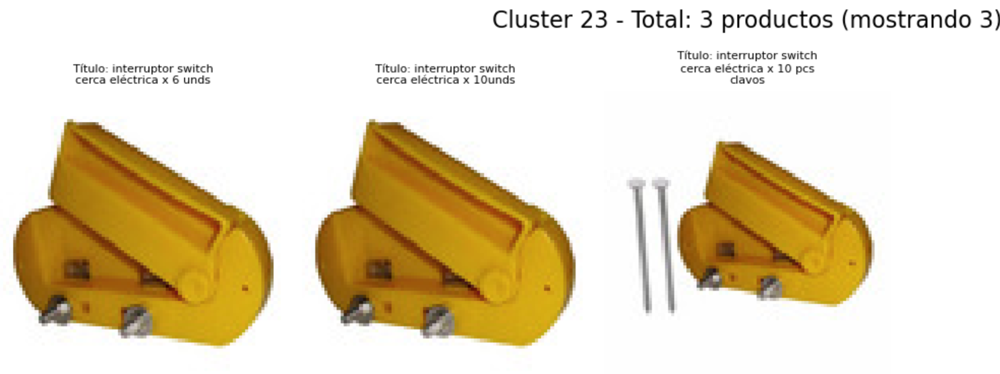 Cluster 23 - Total: 3 productos (mostrando 3)
Título: interruptor switch
cerca eléctrica x 6 unds
Título: interruptor switch
cerca eléctrica x 10unds
Título: interruptor switch
cerca eléctrica x 10 pcs
clavos